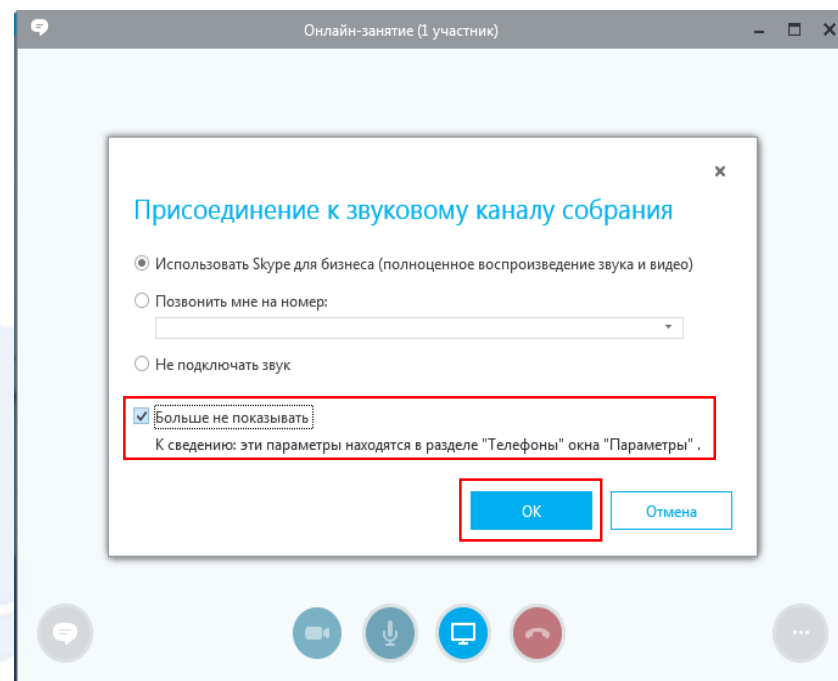 Онлайн-занятие (1 участник)
Присоединение к звуковому каналу собрания
Использовать Skype для бизнеса (полноценное воспроизведение звука и видео)
Позвонить мне на номер:
Не подключать звук
Больше не показывать
К сведению: эти параметры находятся в разделе "Телефоны" окна "Параметры" .
ОК Отмена